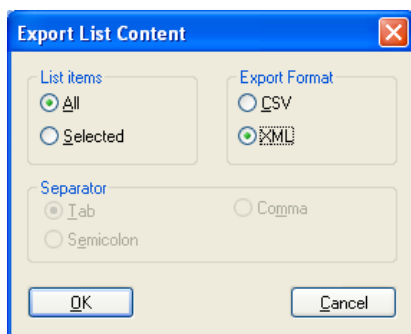 Export List Content
List items
All
Selected
Export Format
CSV
XML
Separator
Tab
Comma
Semicolon
OK
Cancel